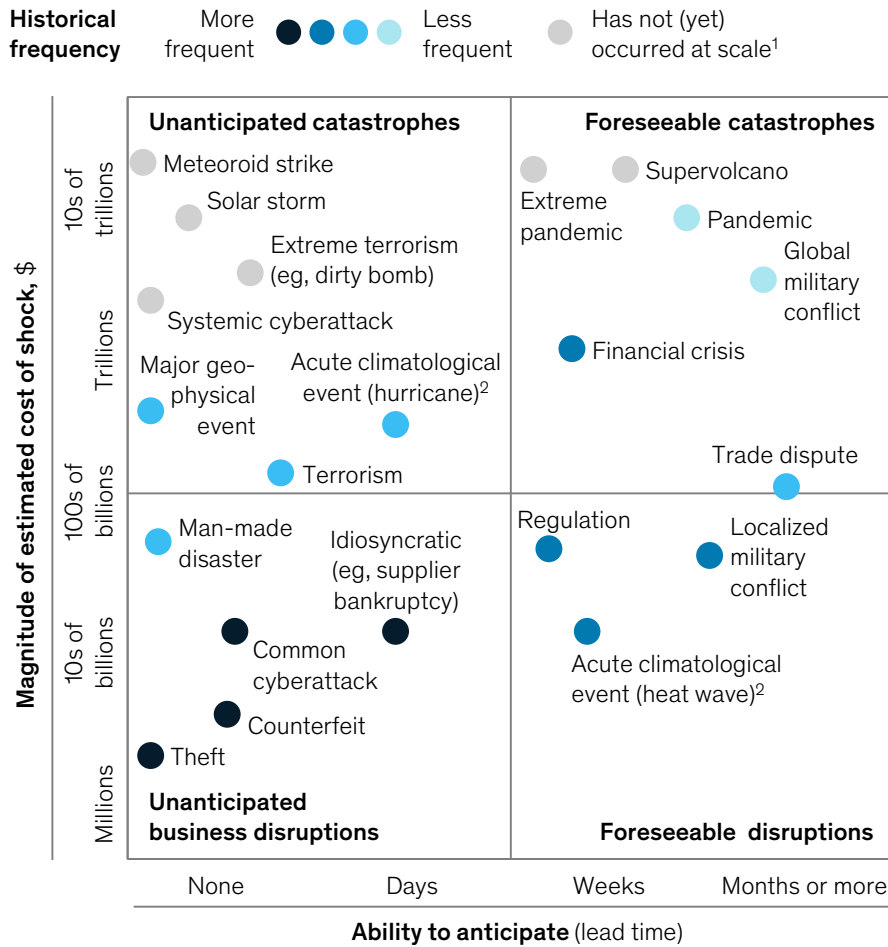 Historical
frequency
More
frequent
Less
frequent
Has not (yet)
occurred at scale¹
Magnitude of estimated cost of shock, $
10s of
trillions
Trillions
100s of
billions
10s of
billions
Millions
Unanticipated catastrophes
Meteoroid strike
Solar storm
Extreme terrorism
(eg, dirty bomb)
Systemic cyberattack
Major geo-
physical
event
Acute climatological
event (hurricane)²
Terrorism
Foreseeable catastrophes
Supervolcano
Extreme
pandemic
Pandemic
Global
military
conflict
Financial crisis
Trade dispute
Man-made
disaster
Idiosyncratic
(eg, supplier
bankruptcy)
Common
cyberattack
Counterfeit
Theft
Unanticipated
business disruptions
Regulation
Localized
military
conflict
Acute climatological
event (heat wave)²
Foreseeable disruptions
None
Days
Weeks
Months or more
Ability to anticipate (lead time)